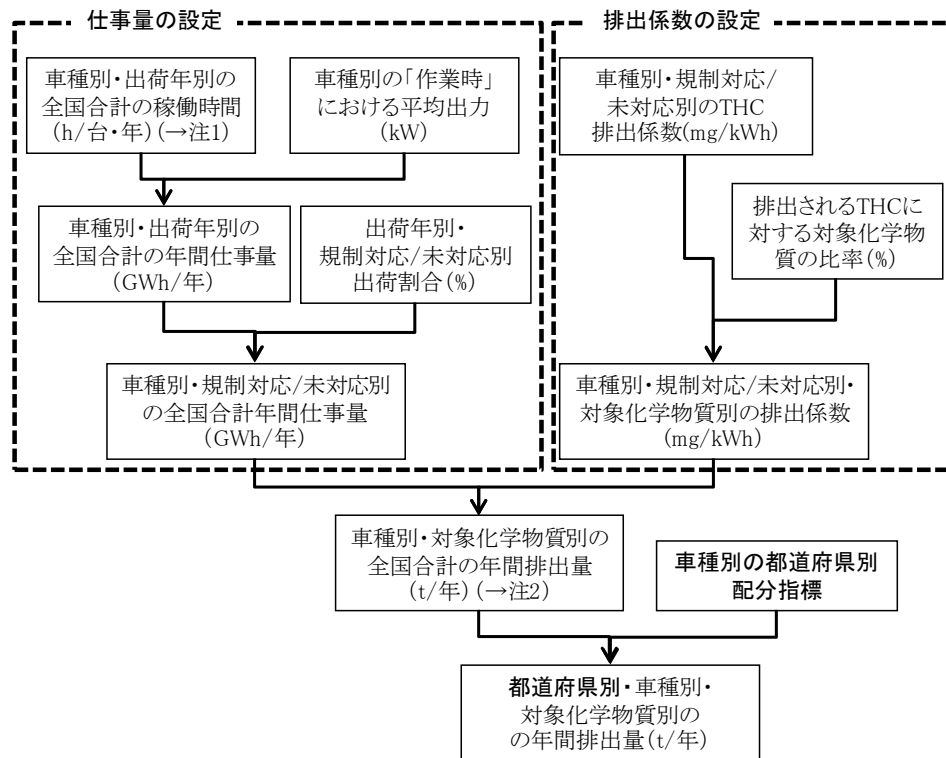 仕事量の設定
車種別・出荷年別の
全国合計の稼働時間
(h/台・年)(→注1)
車種別の「作業時」
における平均出力
(kW)
車種別・出荷年別の
全国合計の年間仕事量
(GWh/年)
出荷年別・
規制対応/未対応別
出荷割合(%)
車種別・規制対応/未対応別
の全国合計年間仕事量
(GWh/年)
排出係数の設定
車種別・規制対応/
未対応別のTHC
排出係数(mg/kWh)
排出されるTHCに
対する対象化学物
質の比率(%)
車種別・規制対応/未対応別・
対象化学物質別の排出係数
(mg/kWh)
車種別・対象化学物質別の
全国合計の年間排出量
(t/年)(→注2)
車種別の都道府県別
配分指標
都道府県別・車種別・
対象化学物質別の
の年間排出量(t/年)